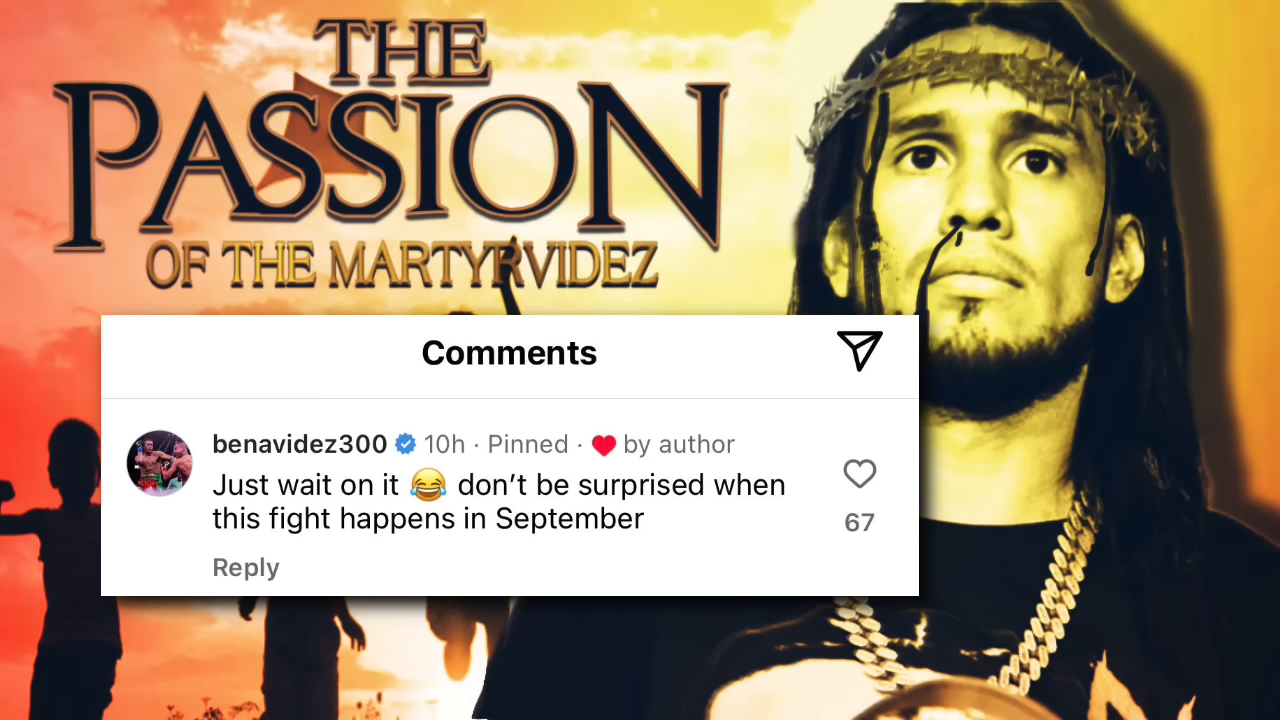 THE
PASSION
OF THE MARTYRVIDEZ
Comments
benavidez300 10h · Pinned · ❤️ by author
Just wait on it 😂 don’t be surprised when
this fight happens in September
67
Reply